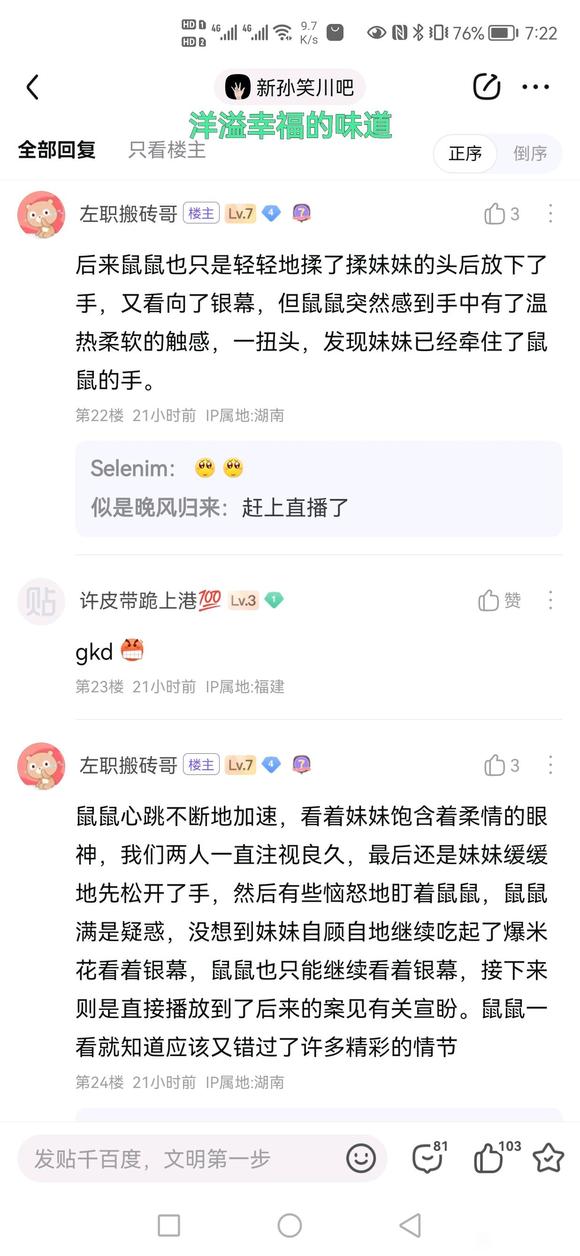 HD 1 4G 4G 9.7 K/s 76% 7:22
HD 2
新孙笑川吧
洋溢幸福的味道
全部回复 只看楼主 正序 倒序
左职搬砖哥 楼主 Lv.7 4 7 3
后来鼠鼠也只是轻轻地揉了揉妹妹的头后放下了
手，又看向了银幕，但鼠鼠突然感到手中有了温
热柔软的触感，一扭头，发现妹妹已经牵住了鼠
鼠的手。
第22楼 21小时前 IP属地:湖南
Selenim：🥺🥺
似是晚风归来：赶上直播了
贴 许皮带跪上港💯 Lv.3 1 赞
gkd
第23楼 21小时前 IP属地:福建
左职搬砖哥 楼主 Lv.7 4 7 3
鼠鼠心跳不断地加速，看着妹妹饱含着柔情的眼
神，我们两人一直注视良久，最后还是妹妹缓缓
地先松开了手，然后有些恼怒地盯着鼠鼠，鼠鼠
满是疑惑，没想到妹妹自顾自地继续吃起了爆米
花看着银幕，鼠鼠也只能继续看着银幕，接下来
则是直接播放到了后来的案见有关宣盼。鼠鼠一
看就知道应该又错过了许多精彩的情节
第24楼 21小时前 IP属地:湖南
发贴千百度，文明第一步 81 103